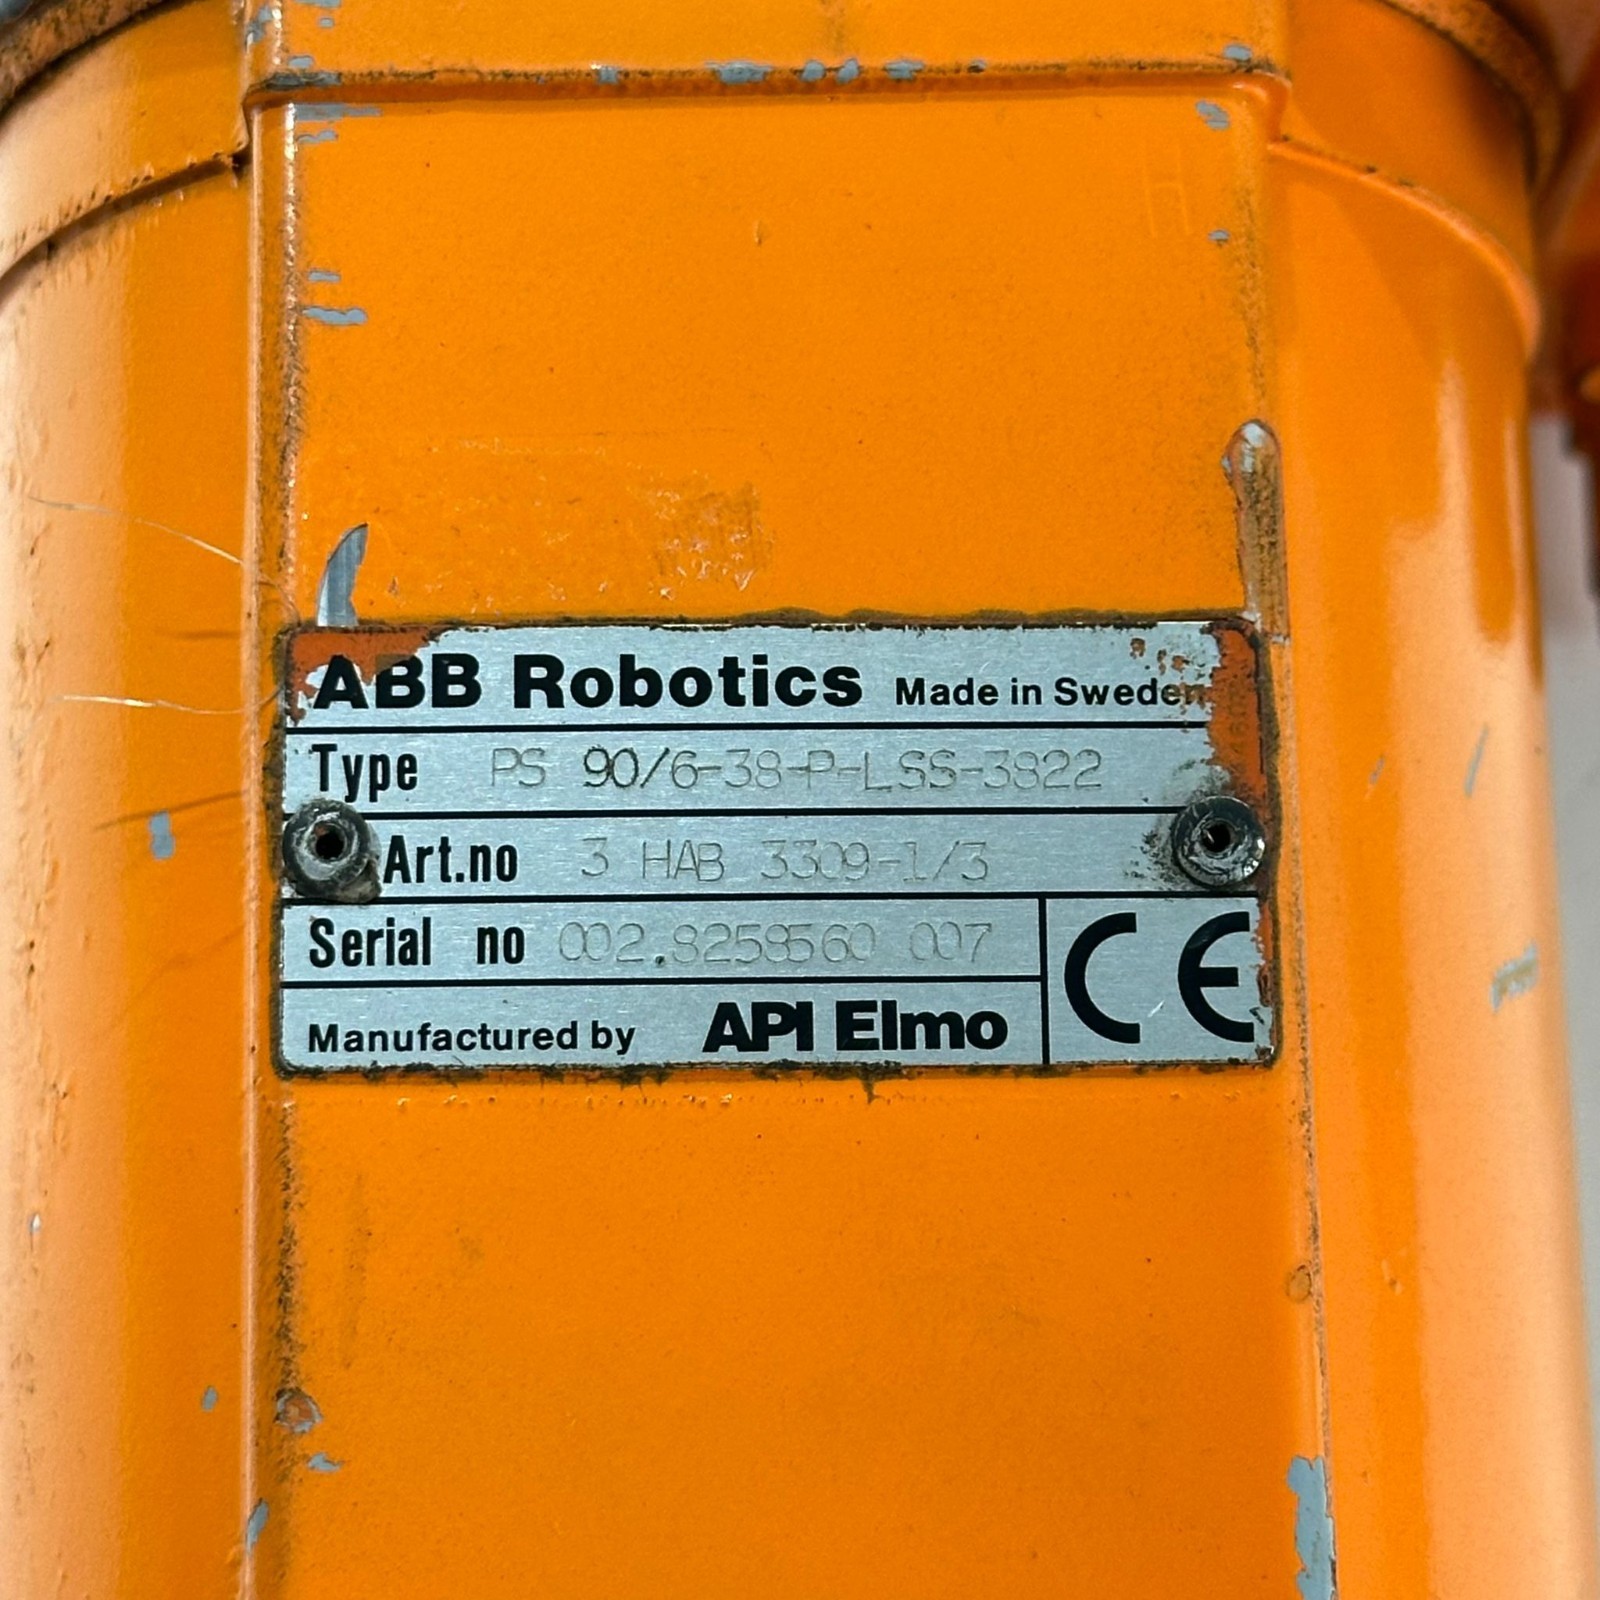 ABB Robotics Made in Sweden
Type PS 90/6-38-P-LSS-3822
Art.no 3 HAB 3309-1/3
Serial no 002.8258560 007
Manufactured by API Elmo CE